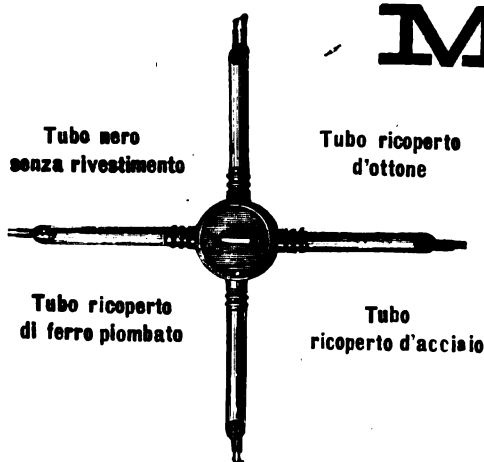 M
Tubo nero
senza rivestimento
Tubo ricoperto
d'ottone
Tubo ricoperto
di ferro piombato
Tubo
ricoperto d'acciaio